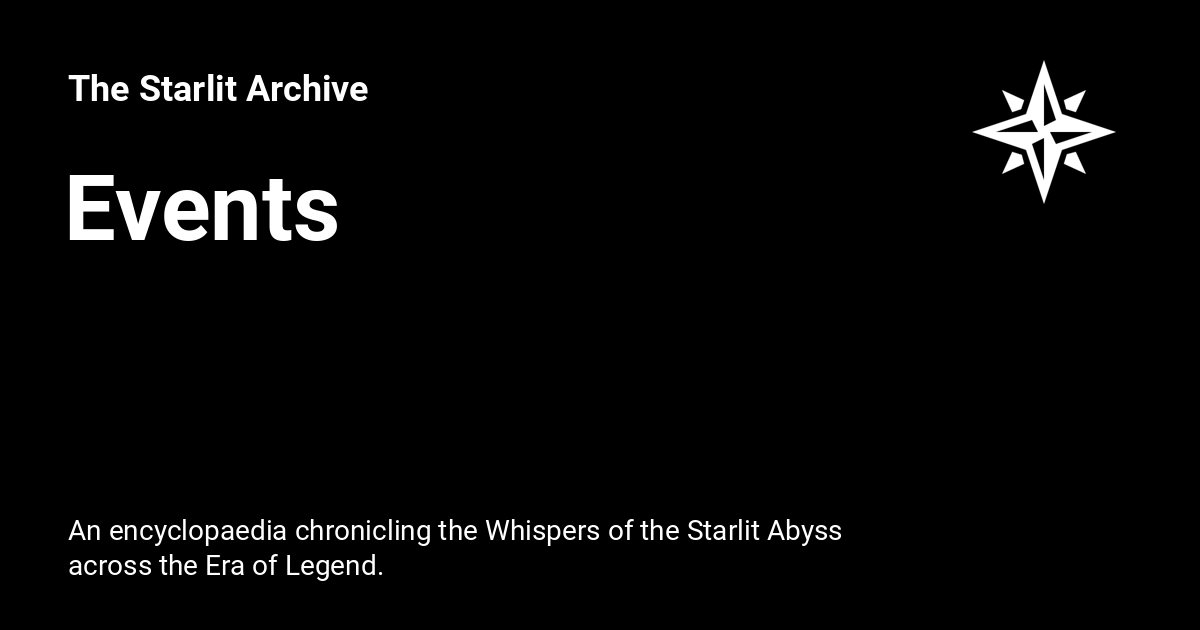 The Starlit Archive
Events
An encyclopaedia chronicling the Whispers of the Starlit Abyss
across the Era of Legend.